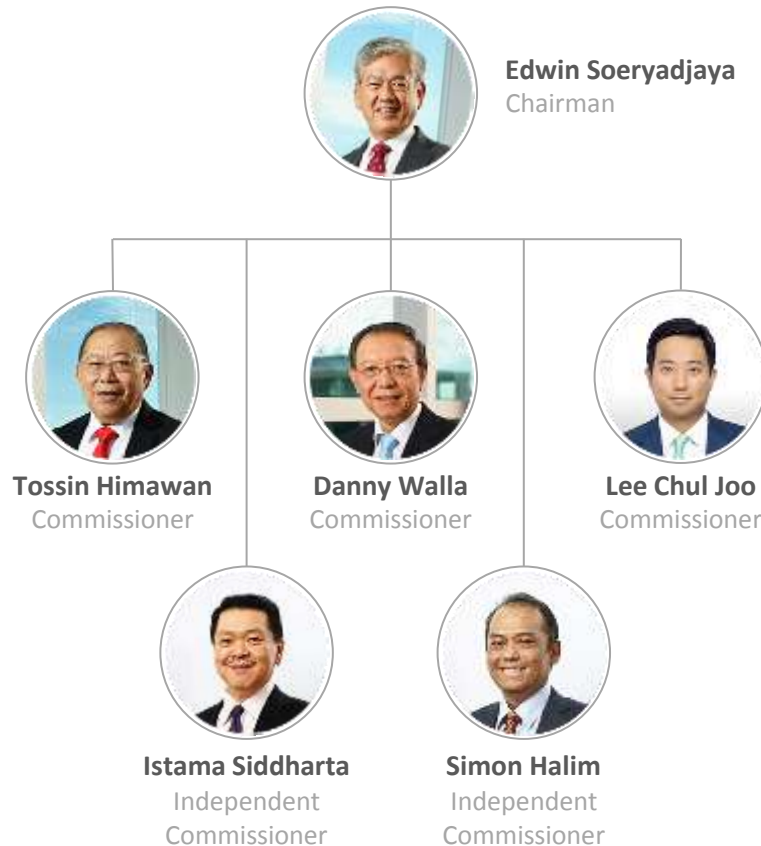 Edwin Soeryadjaya
Chairman
Tossin Himawan
Commissioner
Danny Walla
Commissioner
Lee Chul Joo
Commissioner
Istama Siddharta
Independent
Commissioner
Simon Halim
Independent
Commissioner